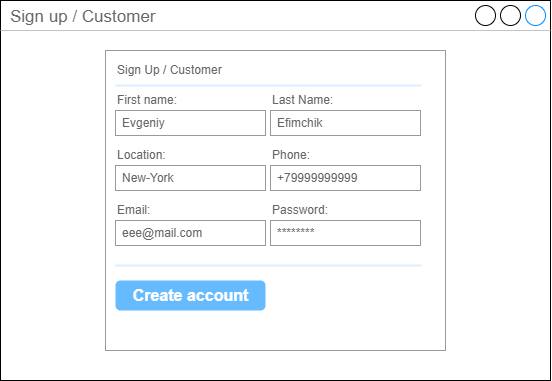 Sign up / Customer
Sign Up / Customer
First name: Last Name:
Evgeniy Efimchik
Location: Phone:
New-York +79999999999
Email: Password:
eee@mail.com ********
Create account